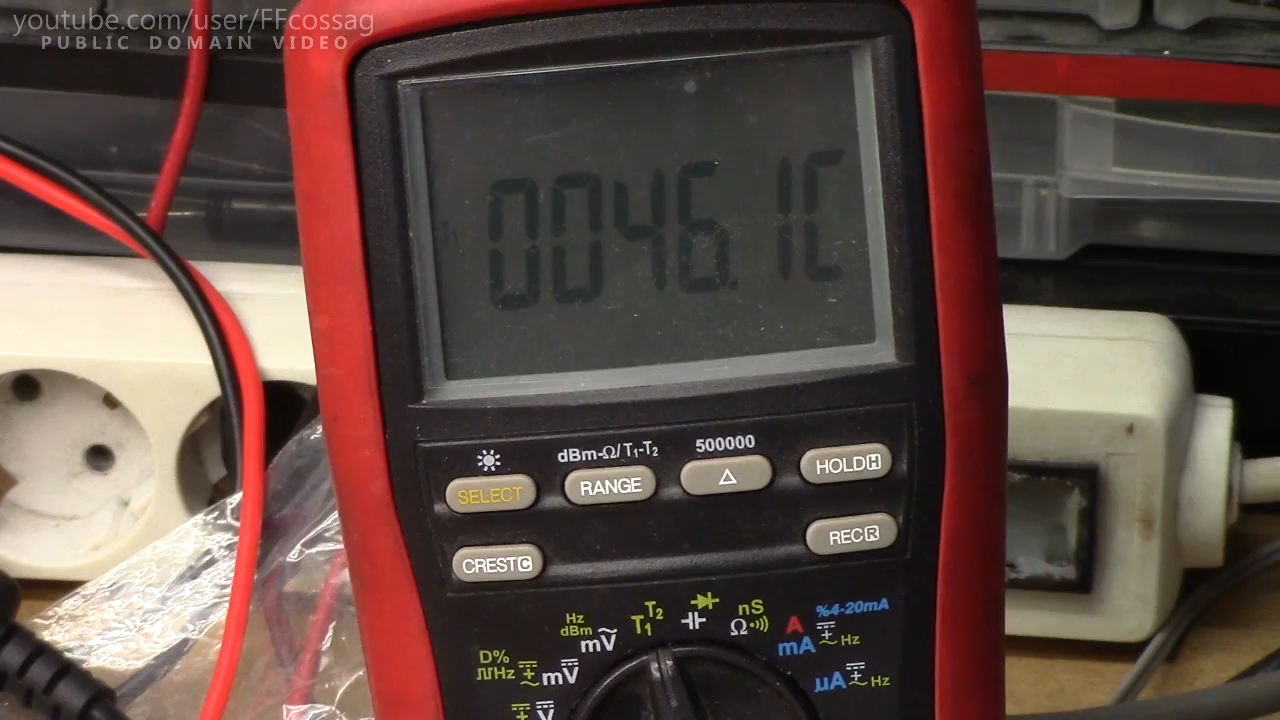 youtube.com/user/FFcossag
PUBLIC DOMAIN VIDEO
0046.1C
dBm-Ω/T1-T2
500000
SELECT
RANGE
△
HOLD H
CREST C
REC R
Hz
dBm
mV
T1 T2
nS
Ω
A
%4-20mA
mA
Hz
D%
Hz
mV
µA
Hz
V